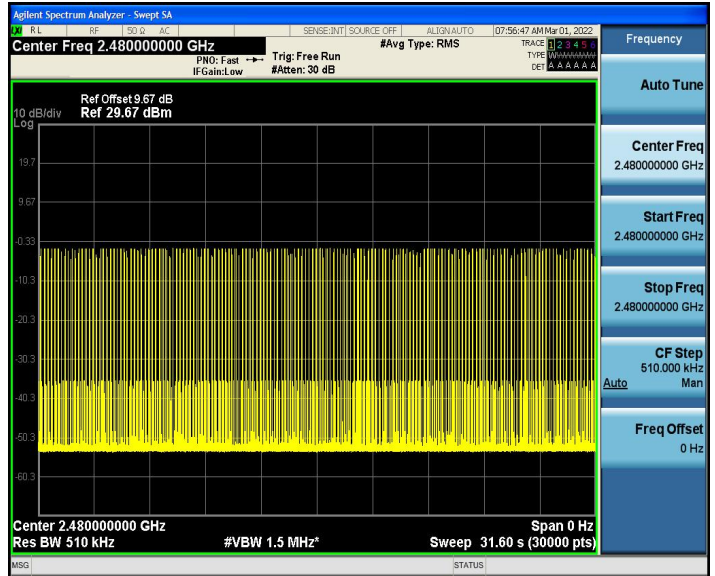 Agilent Spectrum Analyzer - Swept SA
LXI RL RF 50 Ω AC SENSE:INT SOURCE OFF ALIGNAUTO 07:56:47 AM Mar 01, 2022
Center Freq 2.480000000 GHz
#Avg Type: RMS
TRACE 1 2 3 4 5 6
PNO: Fast
Trig: Free Run
TYPE
IFGain:Low
#Atten: 30 dB
DET A A A A A A
Ref Offset 9.67 dB
10 dB/div Ref 29.67 dBm
Log
19.7
9.67
-0.33
-10.3
-20.3
-30.3
-40.3
-50.3
-60.3
Center 2.480000000 GHz Span 0 Hz
Res BW 510 kHz #VBW 1.5 MHz* Sweep 31.60 s (30000 pts)
MSG STATUS
Frequency
Auto Tune
Center Freq
2.480000000 GHz
Start Freq
2.480000000 GHz
Stop Freq
2.480000000 GHz
CF Step
510.000 kHz
Auto Man
Freq Offset
0 Hz